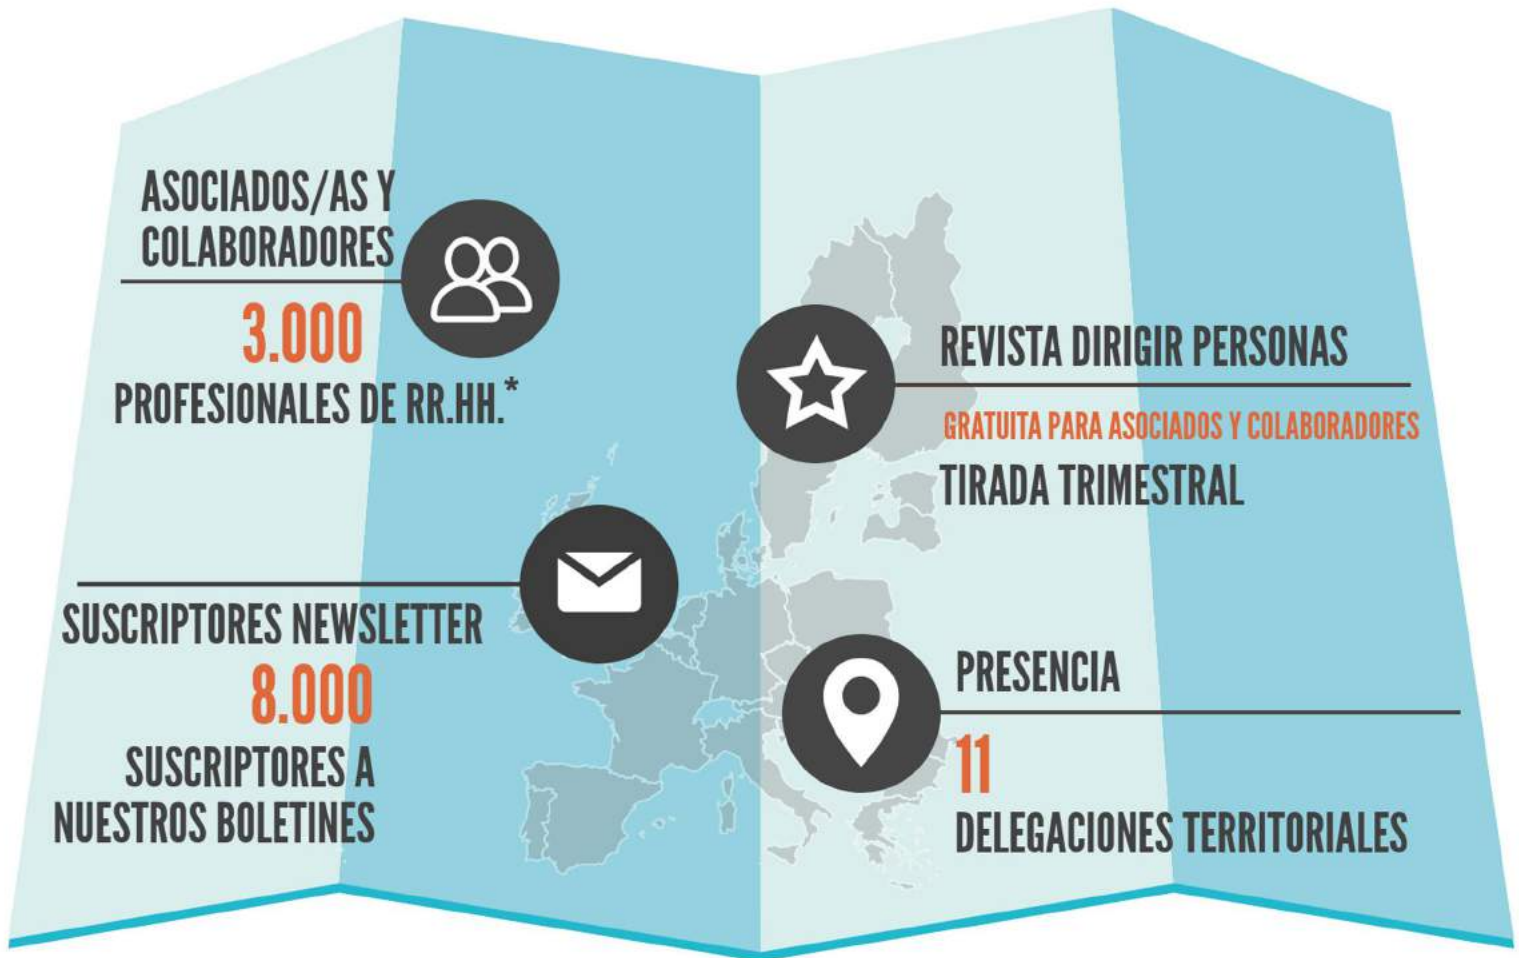 ASOCIADOS/AS Y
COLABORADORES
3.000
PROFESIONALES DE RR.HH.*
SUSCRIPTORES NEWSLETTER
8.000
SUSCRIPTORES A
NUESTROS BOLETINES
REVISTA DIRIGIR PERSONAS
GRATUITA PARA ASOCIADOS Y COLABORADORES
TIRADA TRIMESTRAL
PRESENCIA
11
DELEGACIONES TERRITORIALES